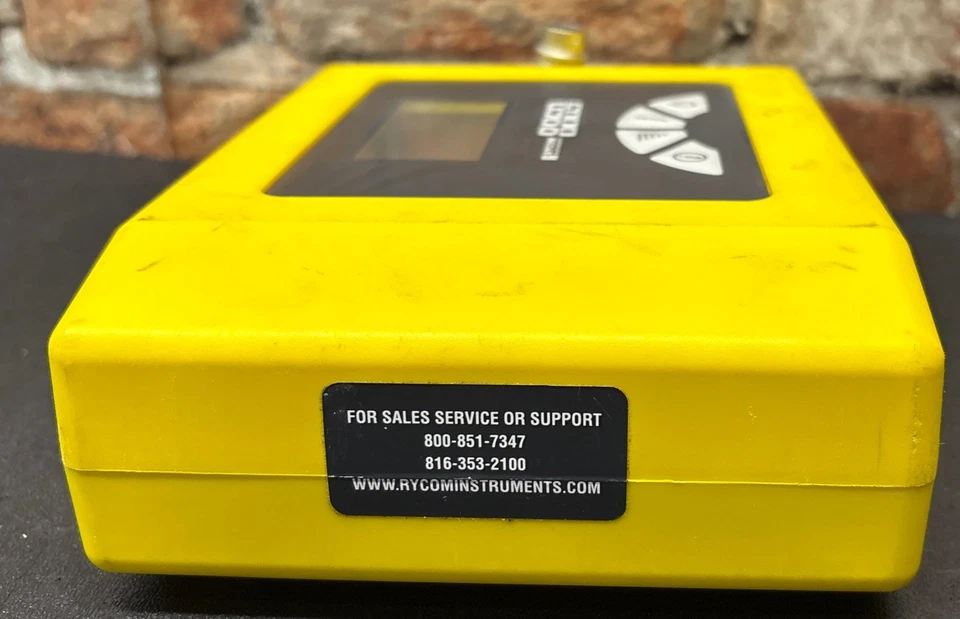 FOR SALES SERVICE OR SUPPORT
800-851-7347
816-353-2100
WWW.RYCOMINSTRUMENTS.COM